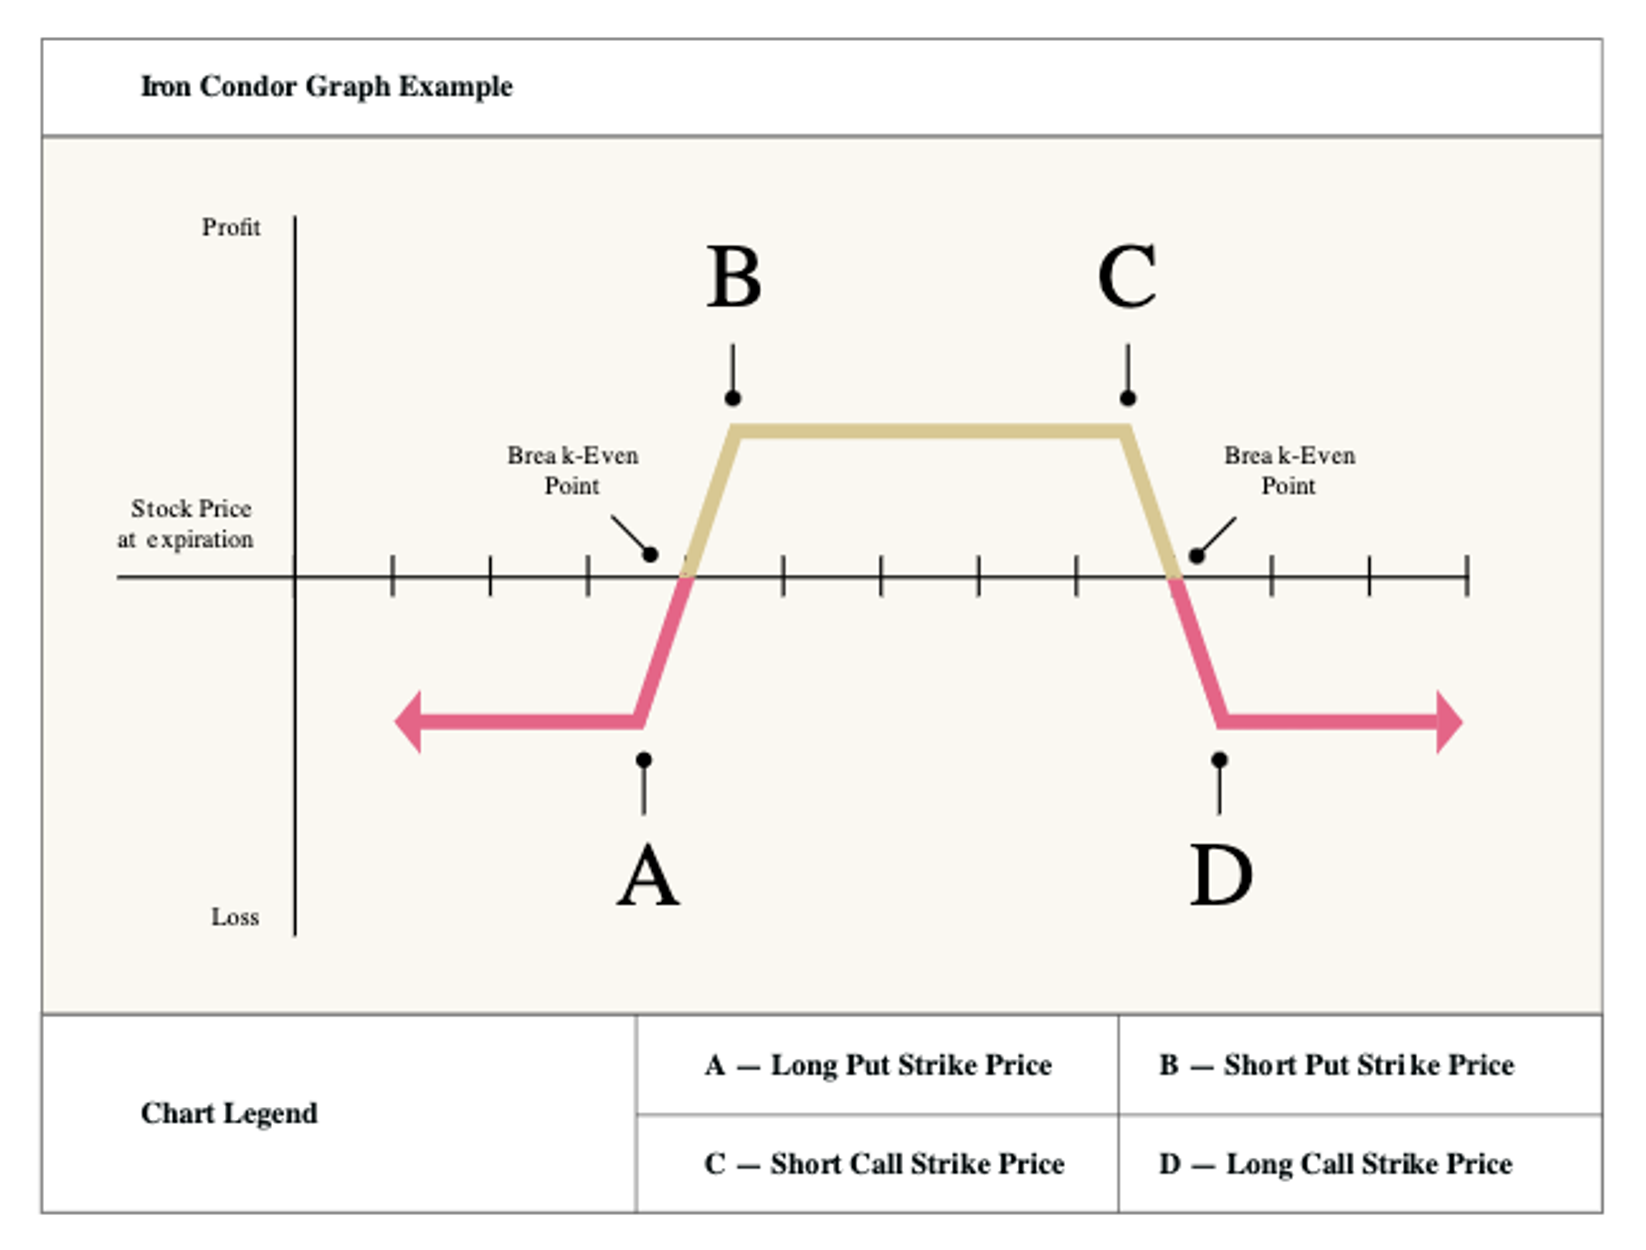 Iron Condor Graph Example
Profit
B
C
Break-Even
Point
Break-Even
Point
Stock Price
at expiration
A
D
Loss
Chart Legend
A — Long Put Strike Price
B — Short Put Strike Price
C — Short Call Strike Price
D — Long Call Strike Price